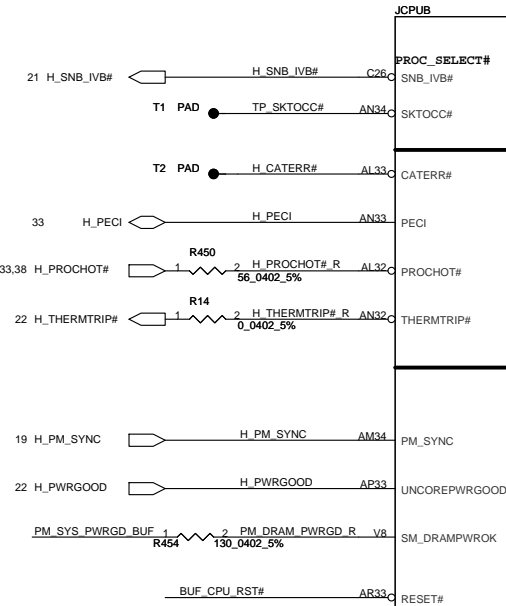 JCPUB
PROC_SELECT#
21 H_SNB_IVB# H_SNB_IVB# C26 SNB_IVB#
T1 PAD TP_SKTOCC# AN34 SKTOCC#
T2 PAD H_CATERR# AL33 CATERR#
33 H_PECI H_PECI AN33 PECI
R450
33,38 H_PROCHOT# 1 2 H_PROCHOT#_R AL32 PROCHOT#
56_0402_5%
R14
22 H_THERMTRIP# 1 2 H_THERMTRIP#_R AN32 THERMTRIP#
0_0402_5%
19 H_PM_SYNC H_PM_SYNC AM34 PM_SYNC
22 H_PWRGOOD H_PWRGOOD AP33 UNCOREPWRGOOD
PM_SYS_PWRGD_BUF 1 2 PM_DRAM_PWRGD_R V8 SM_DRAMPWROK
R454 130_0402_5%
BUF_CPU_RST# AR33 RESET#